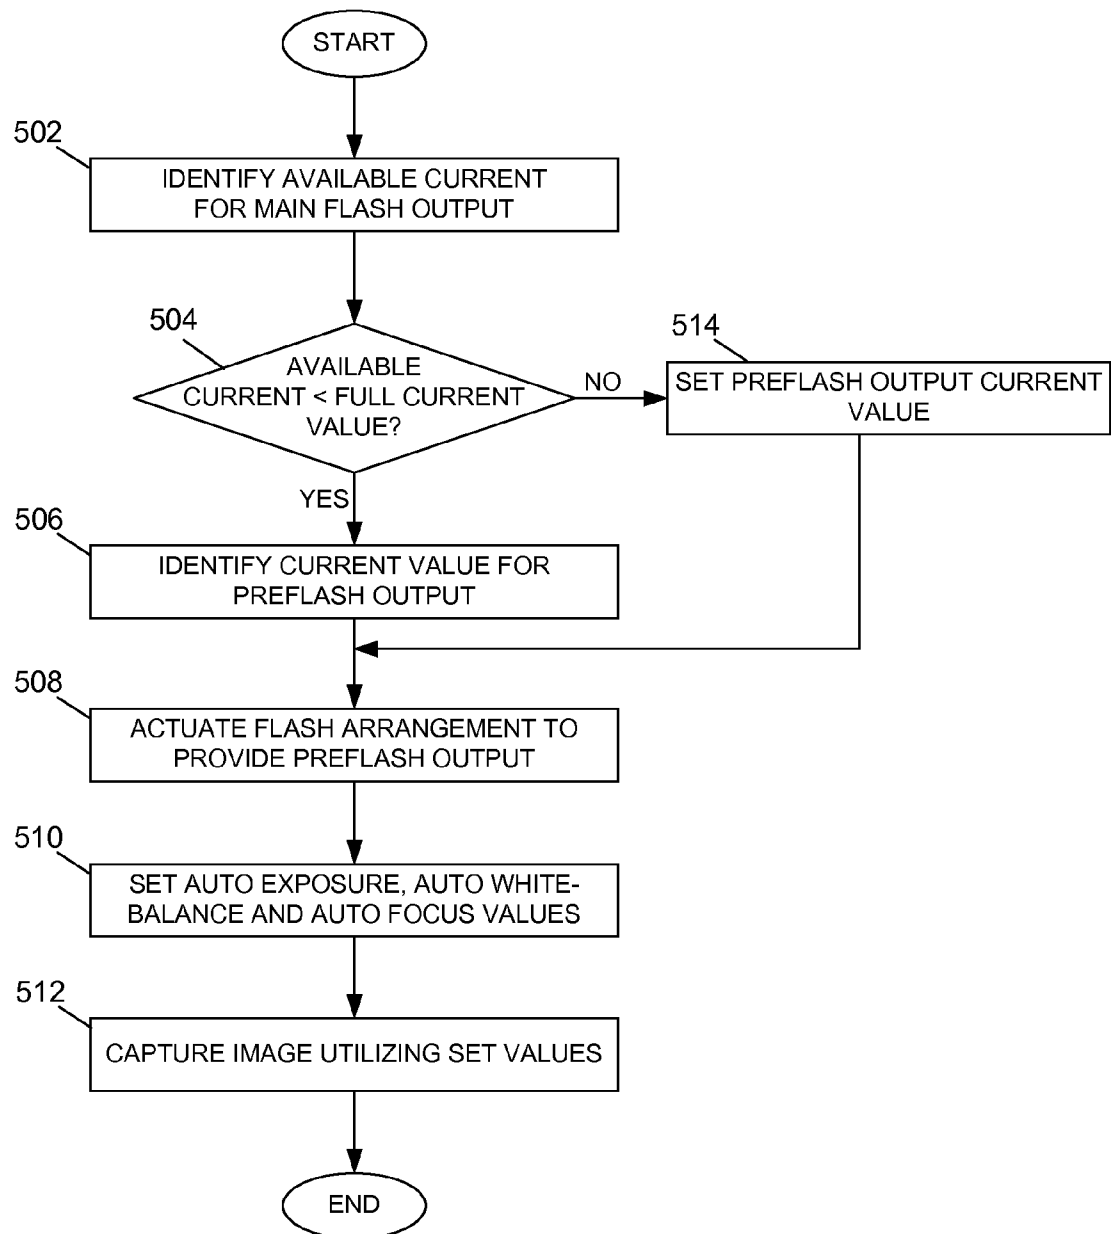 START
502
IDENTIFY AVAILABLE CURRENT
FOR MAIN FLASH OUTPUT
504
AVAILABLE
CURRENT < FULL CURRENT
VALUE?
NO
514
SET PREFLASH OUTPUT CURRENT
VALUE
YES
506
IDENTIFY CURRENT VALUE FOR
PREFLASH OUTPUT
508
ACTUATE FLASH ARRANGEMENT TO
PROVIDE PREFLASH OUTPUT
510
SET AUTO EXPOSURE, AUTO WHITE-
BALANCE AND AUTO FOCUS VALUES
512
CAPTURE IMAGE UTILIZING SET VALUES
END